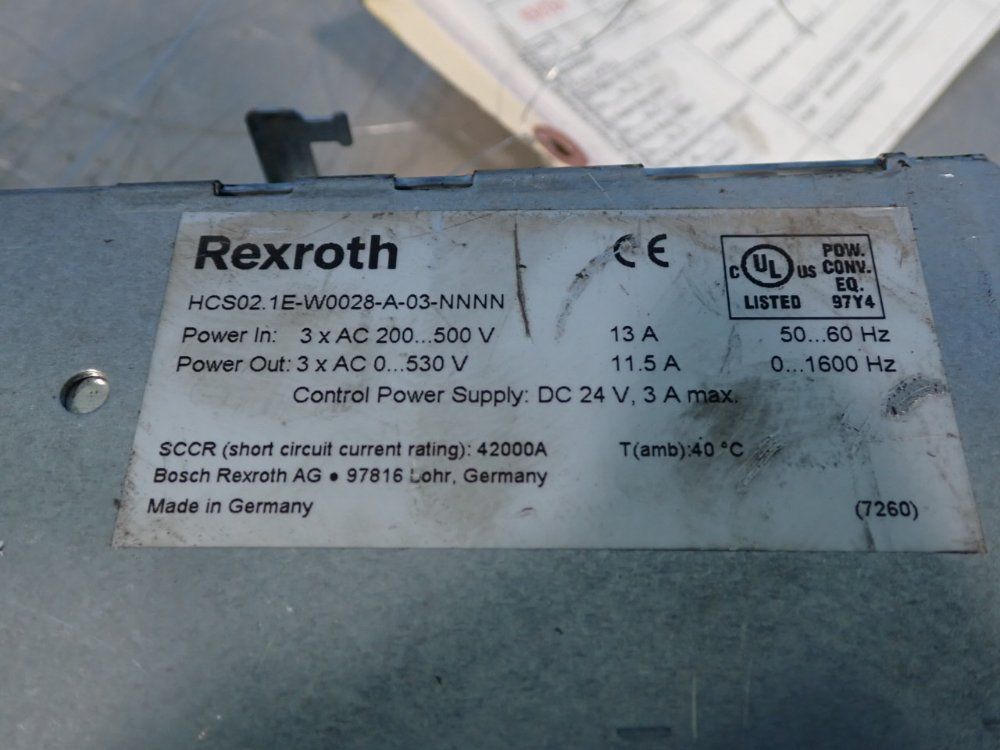 Rexroth
CE
HCS02.1E-W0028-A-03-NNNN
C UL US
LISTED
POW.
CONV.
EQ.
97Y4
Power In: 3 x AC 200...500 V 13 A 50...60 Hz
Power Out: 3 x AC 0...530 V 11.5 A 0...1600 Hz
Control Power Supply: DC 24 V, 3 A max.
SCCR (short circuit current rating): 42000A T(amb):40 °C
Bosch Rexroth AG • 97816 Lohr, Germany
Made in Germany (7260)